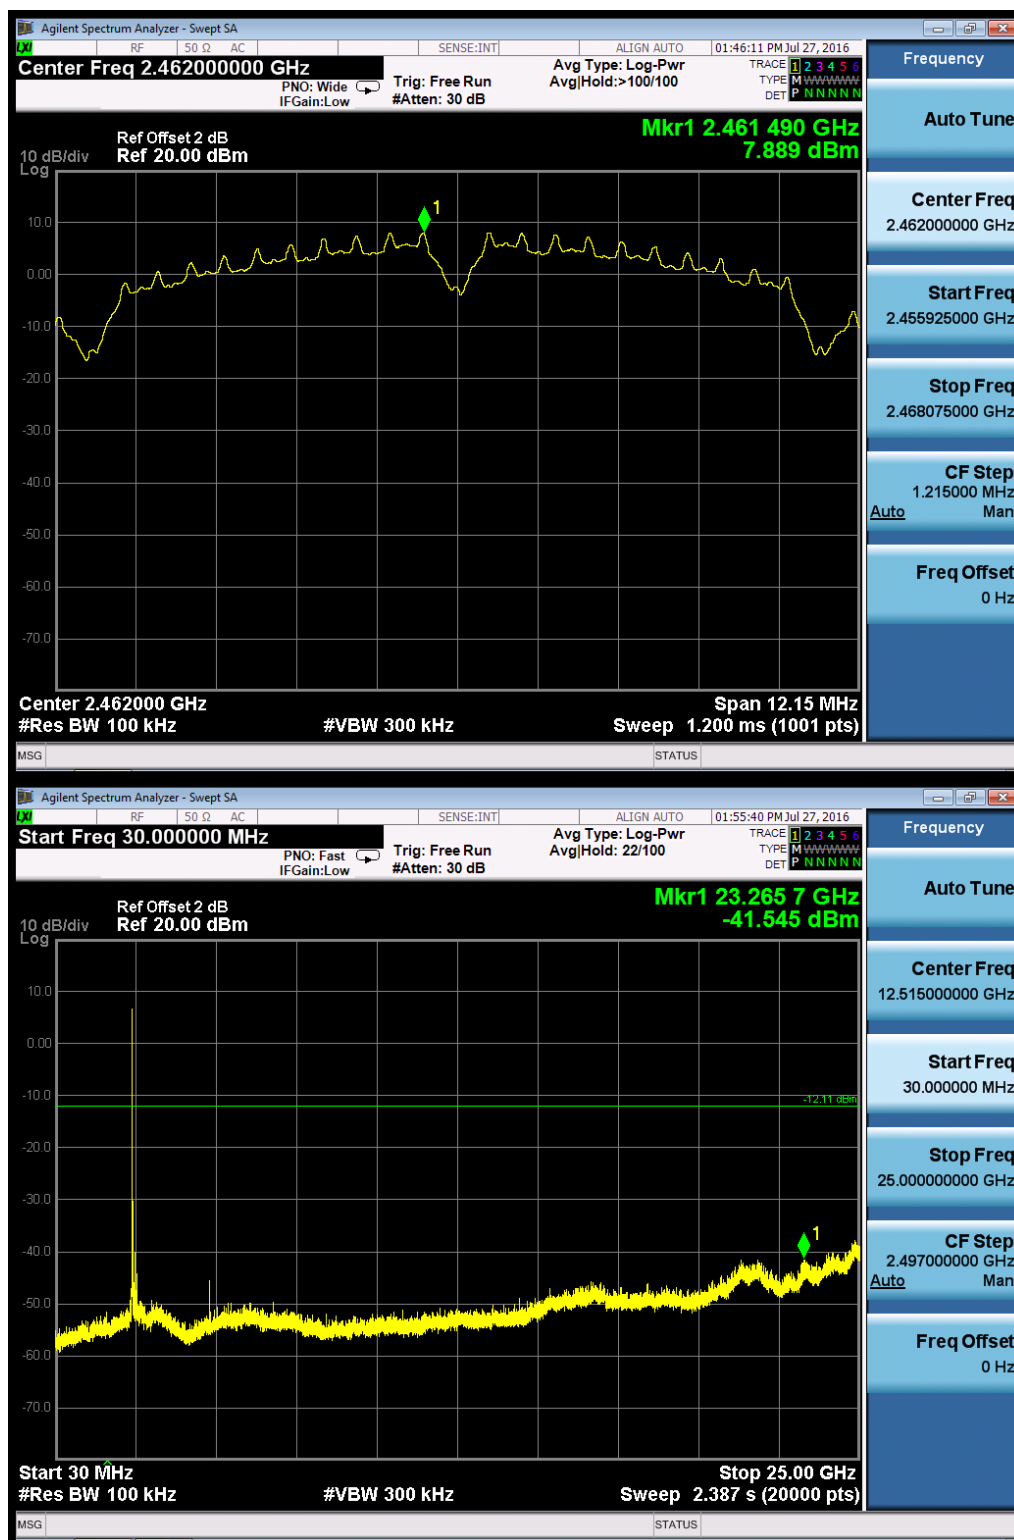 Agilent Spectrum Analyzer - Swept SA
LXI RF 50 Ω AC SENSE:INT ALIGN AUTO 01:46:11 PM Jul 27, 2016
Center Freq 2.462000000 GHz
PNO: Wide
IFGain:Low
Trig: Free Run
#Atten: 30 dB
Avg Type: Log-Pwr
Avg|Hold:>100/100
TRACE 1 2 3 4 5 6
TYPE M WWWWW
DET P N N N N N
Frequency
Auto Tune
Mkr1 2.461 490 GHz
7.889 dBm
Ref Offset 2 dB
10 dB/div Ref 20.00 dBm
Log
1
10.0
0.00
-10.0
-20.0
-30.0
-40.0
-50.0
-60.0
-70.0
Center Freq
2.462000000 GHz
Start Freq
2.455925000 GHz
Stop Freq
2.468075000 GHz
CF Step
1.215000 MHz
Auto Man
Freq Offset
0 Hz
Center 2.462000 GHz Span 12.15 MHz
#Res BW 100 kHz #VBW 300 kHz Sweep 1.200 ms (1001 pts)
MSG STATUS
Agilent Spectrum Analyzer - Swept SA
LXI RF 50 Ω AC SENSE:INT ALIGN AUTO 01:55:40 PM Jul 27, 2016
Start Freq 30.000000 MHz
PNO: Fast
IFGain:Low
Trig: Free Run
#Atten: 30 dB
Avg Type: Log-Pwr
Avg|Hold: 22/100
TRACE 1 2 3 4 5 6
TYPE M WWWWW
DET P N N N N N
Frequency
Auto Tune
Mkr1 23.265 7 GHz
-41.545 dBm
Ref Offset 2 dB
10 dB/div Ref 20.00 dBm
Log
10.0
0.00
-10.0
-12.11 dBm
-20.0
-30.0
-40.0
1
-50.0
-60.0
-70.0
Center Freq
12.515000000 GHz
Start Freq
30.000000 MHz
Stop Freq
25.000000000 GHz
CF Step
2.497000000 GHz
Auto Man
Freq Offset
0 Hz
Start 30 MHz Stop 25.00 GHz
#Res BW 100 kHz #VBW 300 kHz Sweep 2.387 s (20000 pts)
MSG STATUS